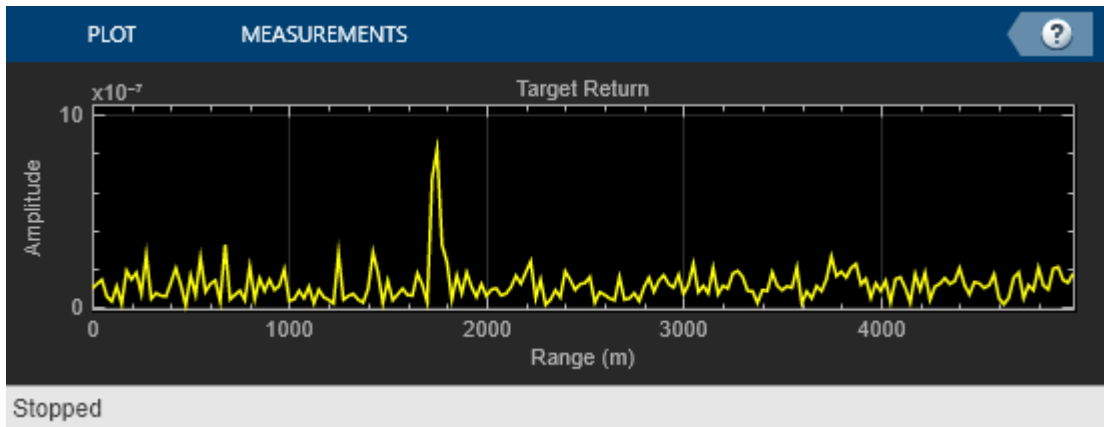 PLOT MEASUREMENTS ?
x10⁻⁷ Target Return
10
Amplitude
0
0 1000 2000 3000 4000
Range (m)
Stopped